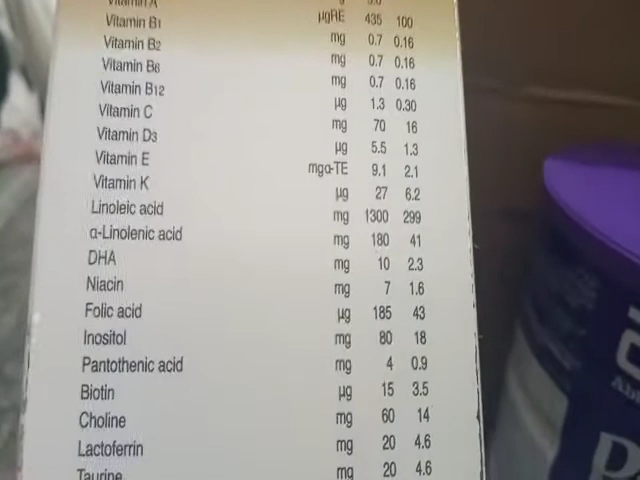 Vitamin A µgRE 435 100
Vitamin B1 mg 0.7 0.16
Vitamin B2 mg 0.7 0.16
Vitamin B6 mg 0.7 0.16
Vitamin B12 µg 1.3 0.30
Vitamin C mg 70 16
Vitamin D3 µg 5.5 1.3
Vitamin E mgα-TE 9.1 2.1
Vitamin K µg 27 6.2
Linoleic acid mg 1300 299
α-Linolenic acid mg 180 41
DHA mg 10 2.3
Niacin mg 7 1.6
Folic acid µg 185 43
Inositol mg 80 18
Pantothenic acid mg 4 0.9
Biotin µg 15 3.5
Choline mg 60 14
Lactoferrin mg 20 4.6
Taurine mg 20 4.6